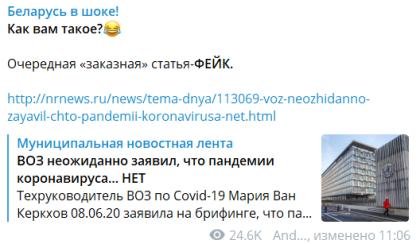 Беларусь в шоке!
Как вам такое?😂
Очередная «заказная» статья-ФЕЙК.
http://nrnews.ru/news/tema-dnya/113069-voz-neozhidanno-
zayavil-chto-pandemii-koronavirusa-net.html
Муниципальная новостная лента
ВОЗ неожиданно заявил, что пандемии
коронавируса... НЕТ
Техруководитель ВОЗ по Covid-19 Мария Ван
Керкхов 08.06.20 заявила на брифинге, что па...
24.6K And..., изменено 11:06